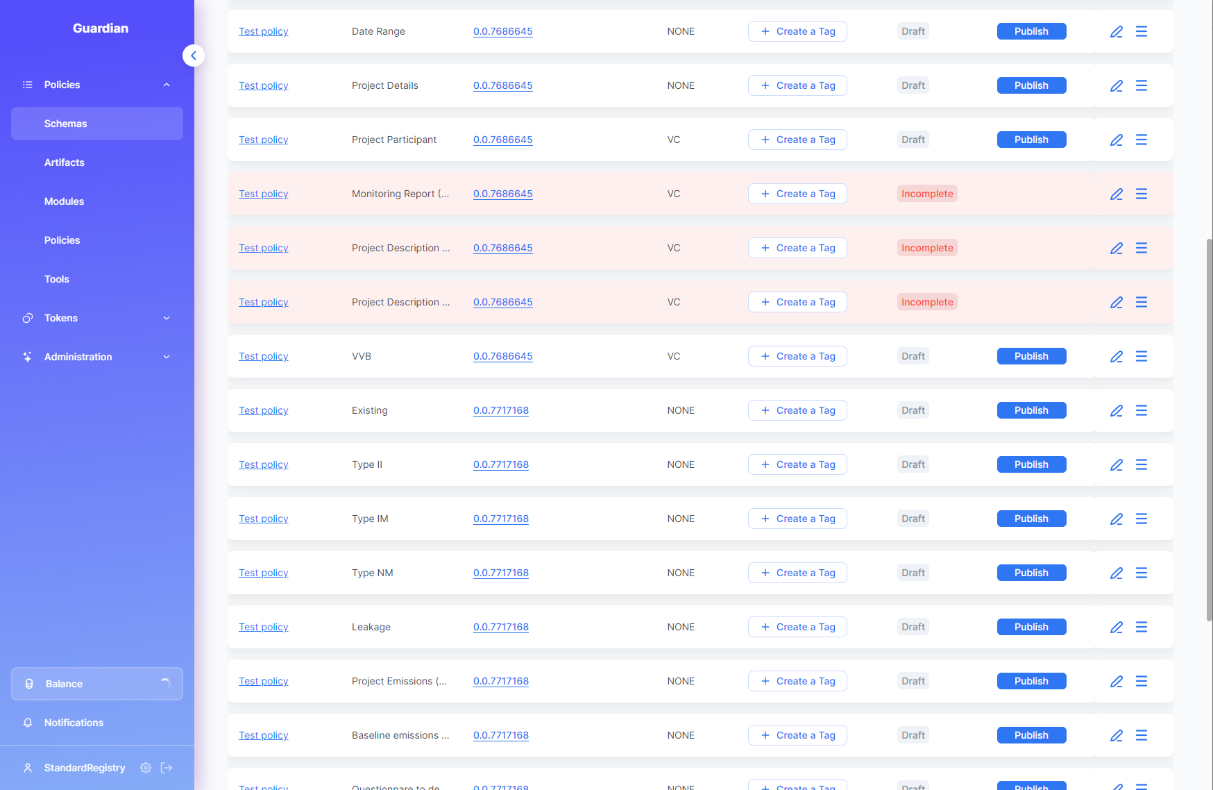 Guardian
Policies
Schemas
Artifacts
Modules
Policies
Tools
Tokens
Administration
Balance
Notifications
StandardRegistry
Test policy Date Range 0.0.7686645 NONE + Create a Tag Draft Publish
Test policy Project Details 0.0.7686645 NONE + Create a Tag Draft Publish
Test policy Project Participant 0.0.7686645 VC + Create a Tag Draft Publish
Test policy Monitoring Report (... 0.0.7686645 VC + Create a Tag Incomplete
Test policy Project Description ... 0.0.7686645 VC + Create a Tag Incomplete
Test policy Project Description ... 0.0.7686645 VC + Create a Tag Incomplete
Test policy VVB 0.0.7686645 VC + Create a Tag Draft Publish
Test policy Existing 0.0.7717168 NONE + Create a Tag Draft Publish
Test policy Type II 0.0.7717168 NONE + Create a Tag Draft Publish
Test policy Type IM 0.0.7717168 NONE + Create a Tag Draft Publish
Test policy Type NM 0.0.7717168 NONE + Create a Tag Draft Publish
Test policy Leakage 0.0.7717168 NONE + Create a Tag Draft Publish
Test policy Project Emissions (... 0.0.7717168 NONE + Create a Tag Draft Publish
Test policy Baseline emissions ... 0.0.7717168 NONE + Create a Tag Draft Publish
Test policy Questionnare to de... 0.0.7717168 NONE + Create a Tag Draft Publish